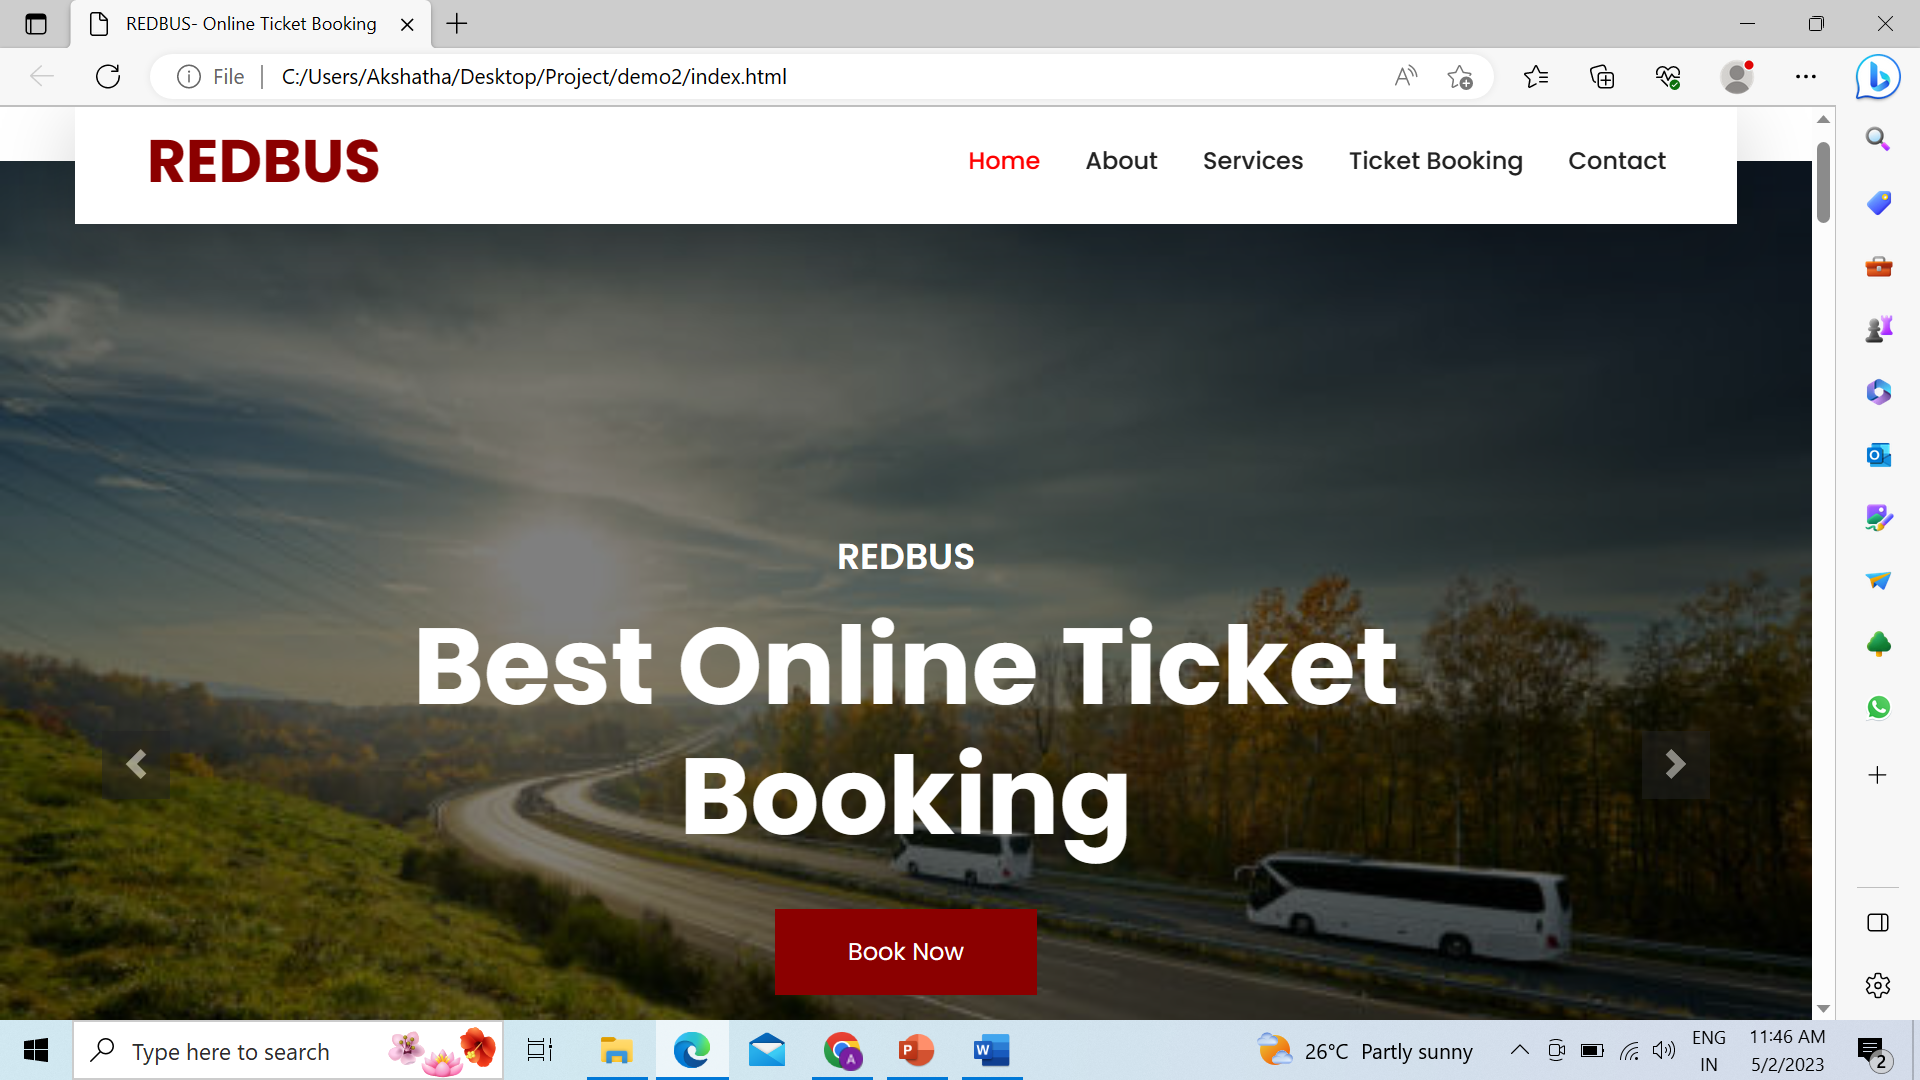 REDBUS- Online Ticket Booking
File
C:/Users/Akshatha/Desktop/Project/demo2/index.html
REDBUS
Home About Services Ticket Booking Contact
REDBUS
Best Online Ticket
Booking
Book Now
Type here to search
26°C Partly sunny
ENG
IN
11:46 AM
5/2/2023
2